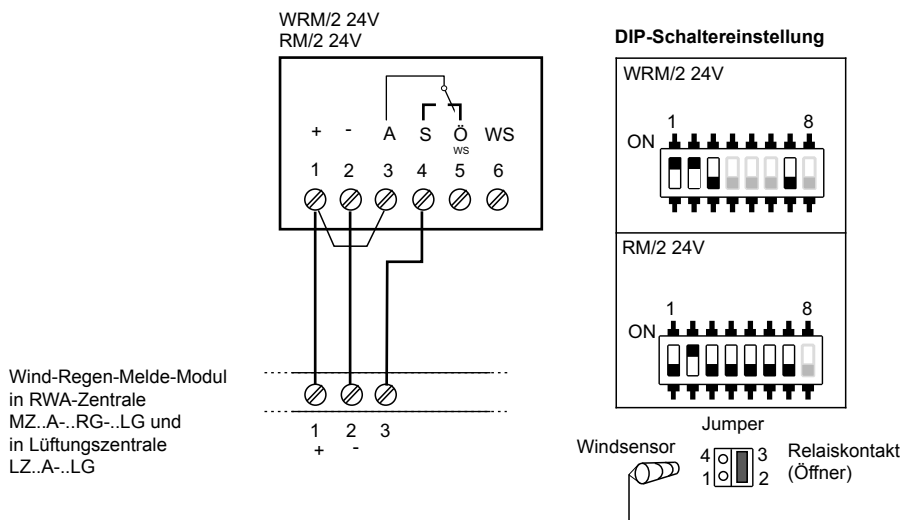 WRM/2 24V
RM/2 24V
+ - A S Ö WS
WS
1 2 3 4 5 6
Wind-Regen-Melde-Modul
in RWA-Zentrale
MZ..A-..RG-..LG und
in Lüftungszentrale
LZ..A-..LG
1 2 3
+ -
DIP-Schaltereinstellung
WRM/2 24V
1 8
ON
RM/2 24V
1 8
ON
Jumper
Windsensor
4 3
1 2
Relaiskontakt
(Öffner)